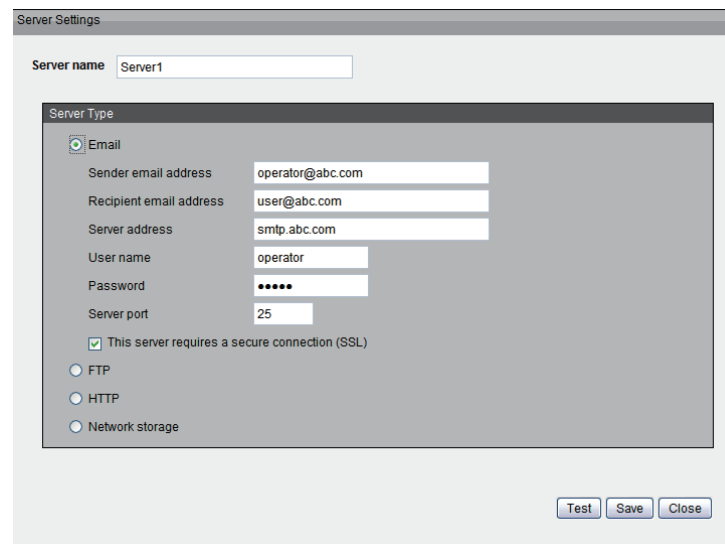 Server Settings
Server name Server1
Server Type
Email
Sender email address operator@abc.com
Recipient email address user@abc.com
Server address smtp.abc.com
User name operator
Password •••••
Server port 25
This server requires a secure connection (SSL)
FTP
HTTP
Network storage
Test Save Close